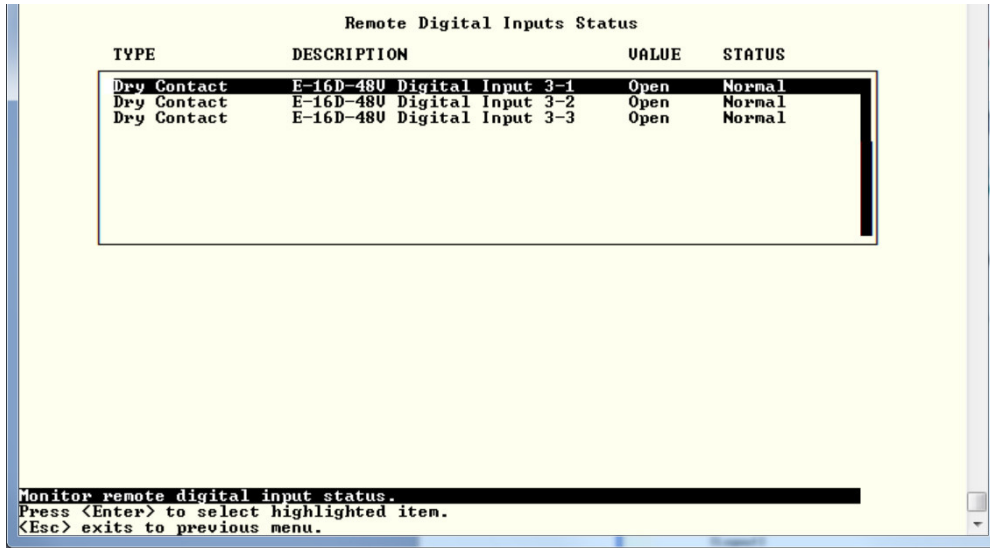 Remote Digital Inputs Status
TYPE DESCRIPTION VALUE STATUS
Dry Contact E-16D-48V Digital Input 3-1 Open Normal
Dry Contact E-16D-48V Digital Input 3-2 Open Normal
Dry Contact E-16D-48V Digital Input 3-3 Open Normal
Monitor remote digital input status.
Press <Enter> to select highlighted item.
<Esc> exits to previous menu.